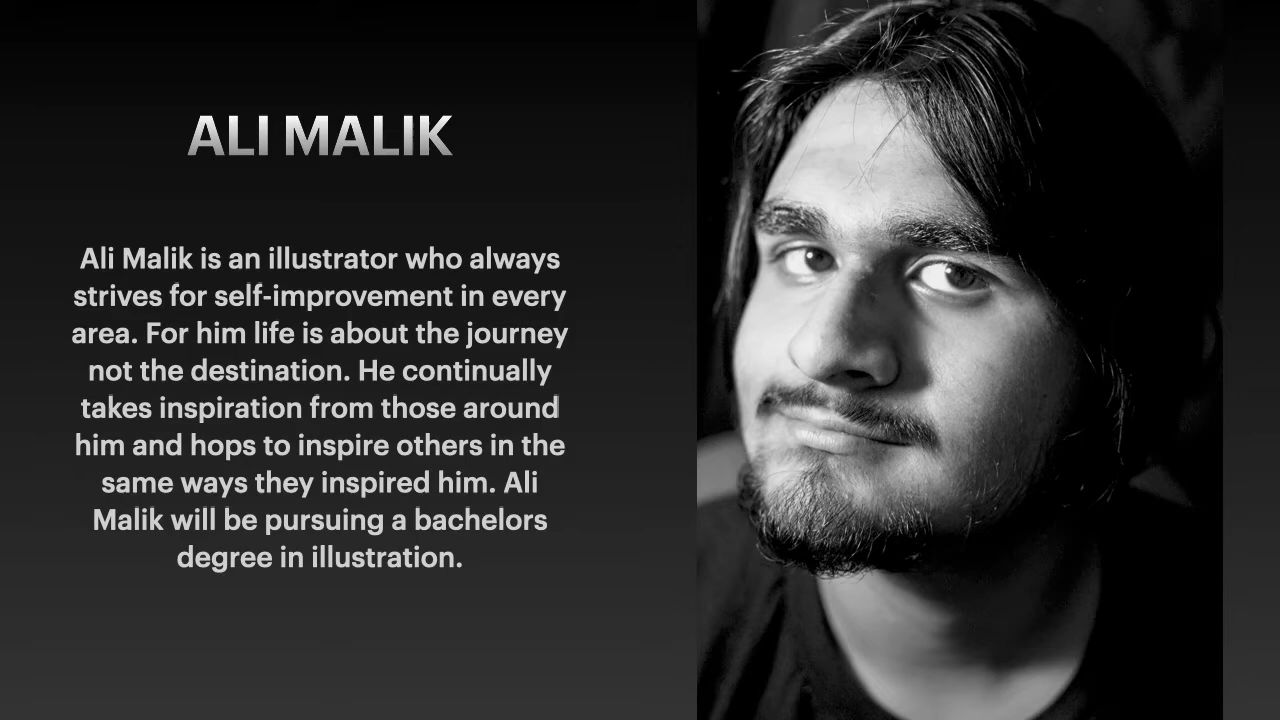 ALI MALIK
Ali Malik is an illustrator who always
strives for self-improvement in every
area. For him life is about the journey
not the destination. He continually
takes inspiration from those around
him and hops to inspire others in the
same ways they inspired him. Ali
Malik will be pursuing a bachelors
degree in illustration.